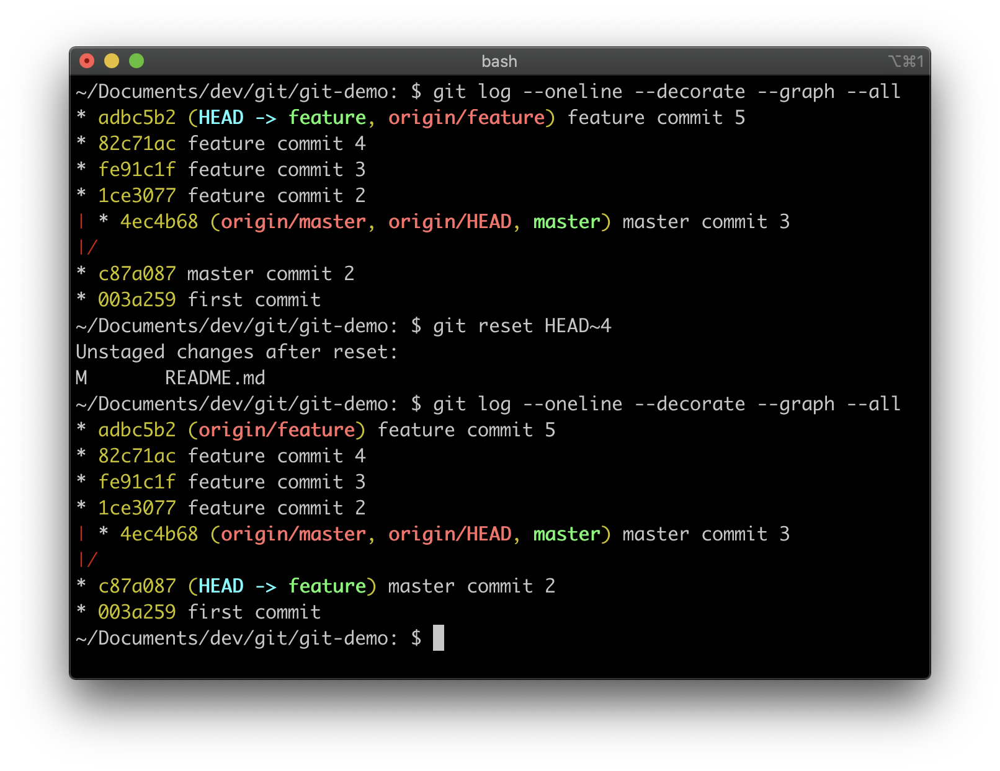 bash ⌥⌘1
~/Documents/dev/git/git-demo: $ git log --oneline --decorate --graph --all
* adbc5b2 (HEAD -> feature, origin/feature) feature commit 5
* 82c71ac feature commit 4
* fe91c1f feature commit 3
* 1ce3077 feature commit 2
| * 4ec4b68 (origin/master, origin/HEAD, master) master commit 3
|/
* c87a087 master commit 2
* 003a259 first commit
~/Documents/dev/git/git-demo: $ git reset HEAD~4
Unstaged changes after reset:
M       README.md
~/Documents/dev/git/git-demo: $ git log --oneline --decorate --graph --all
* adbc5b2 (origin/feature) feature commit 5
* 82c71ac feature commit 4
* fe91c1f feature commit 3
* 1ce3077 feature commit 2
| * 4ec4b68 (origin/master, origin/HEAD, master) master commit 3
|/
* c87a087 (HEAD -> feature) master commit 2
* 003a259 first commit
~/Documents/dev/git/git-demo: $